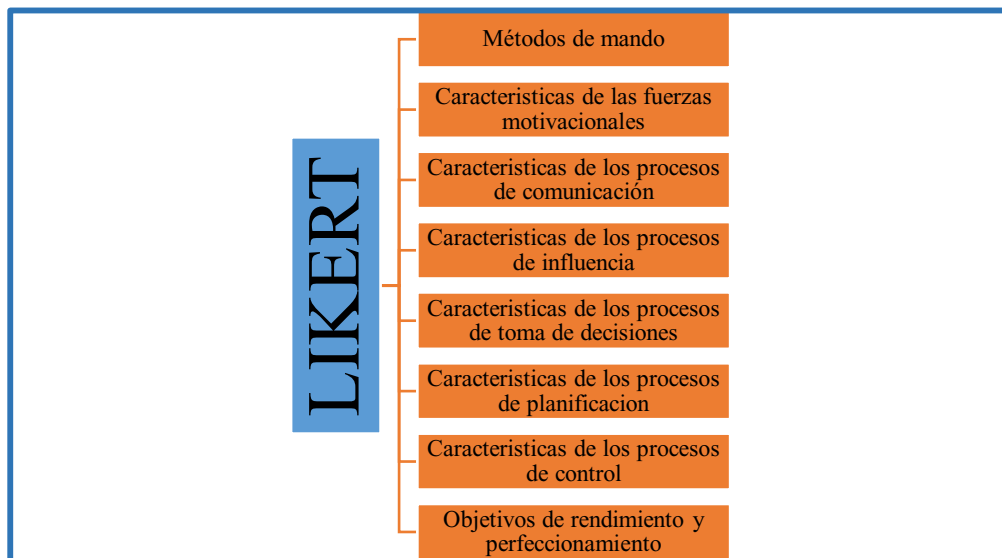 LIKERT
Métodos de mando
Caracteristicas de las fuerzas
motivacionales
Caracteristicas de los procesos
de comunicación
Caracteristicas de los procesos
de influencia
Caracteristicas de los procesos
de toma de decisiones
Caracteristicas de los procesos
de planificacion
Caracteristicas de los procesos
de control
Objetivos de rendimiento y
perfeccionamiento